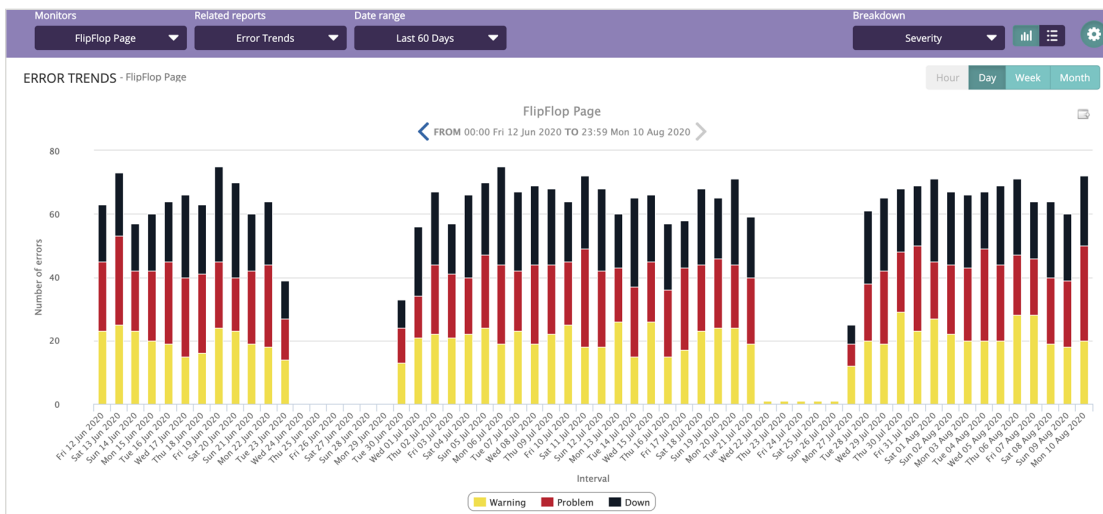 Monitors Related reports Date range Breakdown
FlipFlop Page Error Trends Last 60 Days Severity
ERROR TRENDS - FlipFlop Page
Hour Day Week Month
FlipFlop Page
FROM 00:00 Fri 12 Jun 2020 TO 23:59 Mon 10 Aug 2020
80
60
40
20
0
Number of errors
Fri 12 Jun 2020
Sat 13 Jun 2020
Sun 14 Jun 2020
Mon 15 Jun 2020
Tue 16 Jun 2020
Wed 17 Jun 2020
Thu 18 Jun 2020
Fri 19 Jun 2020
Sat 20 Jun 2020
Sun 21 Jun 2020
Mon 22 Jun 2020
Tue 23 Jun 2020
Wed 24 Jun 2020
Thu 25 Jun 2020
Fri 26 Jun 2020
Sat 27 Jun 2020
Sun 28 Jun 2020
Mon 29 Jun 2020
Tue 30 Jun 2020
Wed 01 Jul 2020
Thu 02 Jul 2020
Fri 03 Jul 2020
Sat 04 Jul 2020
Sun 05 Jul 2020
Mon 06 Jul 2020
Tue 07 Jul 2020
Wed 08 Jul 2020
Thu 09 Jul 2020
Fri 10 Jul 2020
Sat 11 Jul 2020
Sun 12 Jul 2020
Mon 13 Jul 2020
Tue 14 Jul 2020
Wed 15 Jul 2020
Thu 16 Jul 2020
Fri 17 Jul 2020
Sat 18 Jul 2020
Sun 19 Jul 2020
Mon 20 Jul 2020
Tue 21 Jul 2020
Wed 22 Jul 2020
Thu 23 Jul 2020
Fri 24 Jul 2020
Sat 25 Jul 2020
Sun 26 Jul 2020
Mon 27 Jul 2020
Tue 28 Jul 2020
Wed 29 Jul 2020
Thu 30 Jul 2020
Fri 31 Jul 2020
Sat 01 Aug 2020
Sun 02 Aug 2020
Mon 03 Aug 2020
Tue 04 Aug 2020
Wed 05 Aug 2020
Thu 06 Aug 2020
Fri 07 Aug 2020
Sat 08 Aug 2020
Sun 09 Aug 2020
Mon 10 Aug 2020
Interval
Warning Problem Down